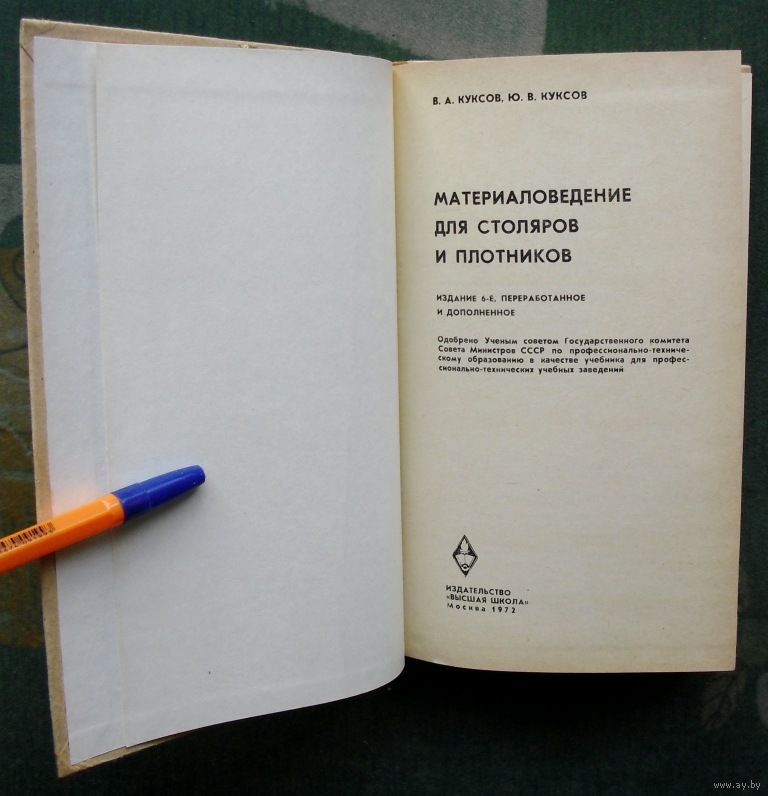 В. А. КУКСОВ, Ю. В. КУКСОВ
МАТЕРИАЛОВЕДЕНИЕ
ДЛЯ СТОЛЯРОВ
И ПЛОТНИКОВ
ИЗДАНИЕ 6-Е, ПЕРЕРАБОТАННОЕ
И ДОПОЛНЕННОЕ
Одобрено Ученым советом Государственного комитета
Совета Министров СССР по профессионально-техниче-
скому образованию в качестве учебника для профес-
сионально-технических учебных заведений
ИЗДАТЕЛЬСТВО
«ВЫСШАЯ ШКОЛА»
Москва 1972
www.ay.by